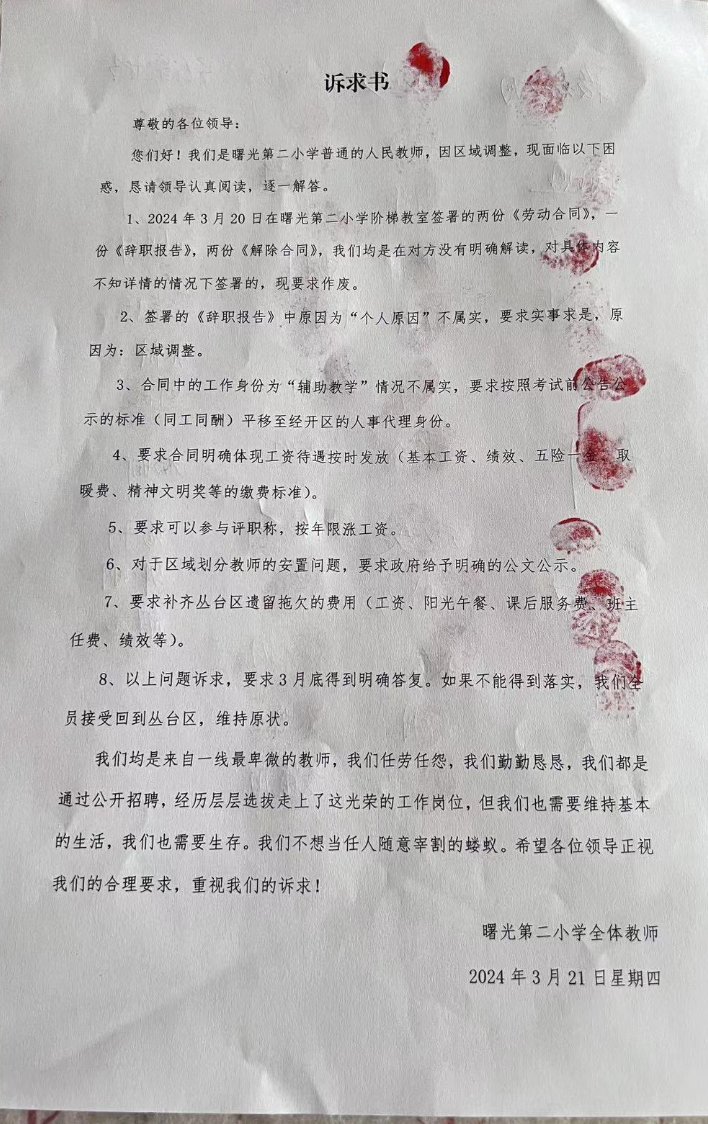 诉求书
尊敬的各位领导：
您们好！我们是曙光第二小学普通的人民教师，因区域调整，现面临以下困
惑，恳请领导认真阅读，逐一解答。
1、2024年3月20日在曙光第二小学阶梯教室签署的两份《劳动合同》，一
份《辞职报告》，两份《解除合同》，我们均是在对方没有明确解读，对具体内容
不知详情的情况下签署的，现要求作废。
2、签署的《辞职报告》中原因为“个人原因”不属实，要求实事求是，原
因为：区域调整。
3、合同中的工作身份为“辅助教学”情况不属实，要求按照考试前公告公
示的标准（同工同酬）平移至经开区的人事代理身份。
4、要求合同明确体现工资待遇按时发放（基本工资、绩效、五险一金、取
暖费、精神文明奖等的缴费标准）。
5、要求可以参与评职称，按年限涨工资。
6、对于区域划分教师的安置问题，要求政府给予明确的公文公示。
7、要求补齐丛台区遗留拖欠的费用（工资、阳光午餐、课后服务费、班主
任费、绩效等）。
8、以上问题诉求，要求3月底得到明确答复。如果不能得到落实，我们全
员接受回到丛台区，维持原状。
我们均是来自一线最卑微的教师，我们任劳任怨，我们勤勤恳恳，我们都是
通过公开招聘，经历层层选拔走上了这光荣的工作岗位，但我们也需要维持基本
的生活，我们也需要生存。我们不想当任人随意宰割的蝼蚁。希望各位领导正视
我们的合理要求，重视我们的诉求！
曙光第二小学全体教师
2024年3月21日星期四